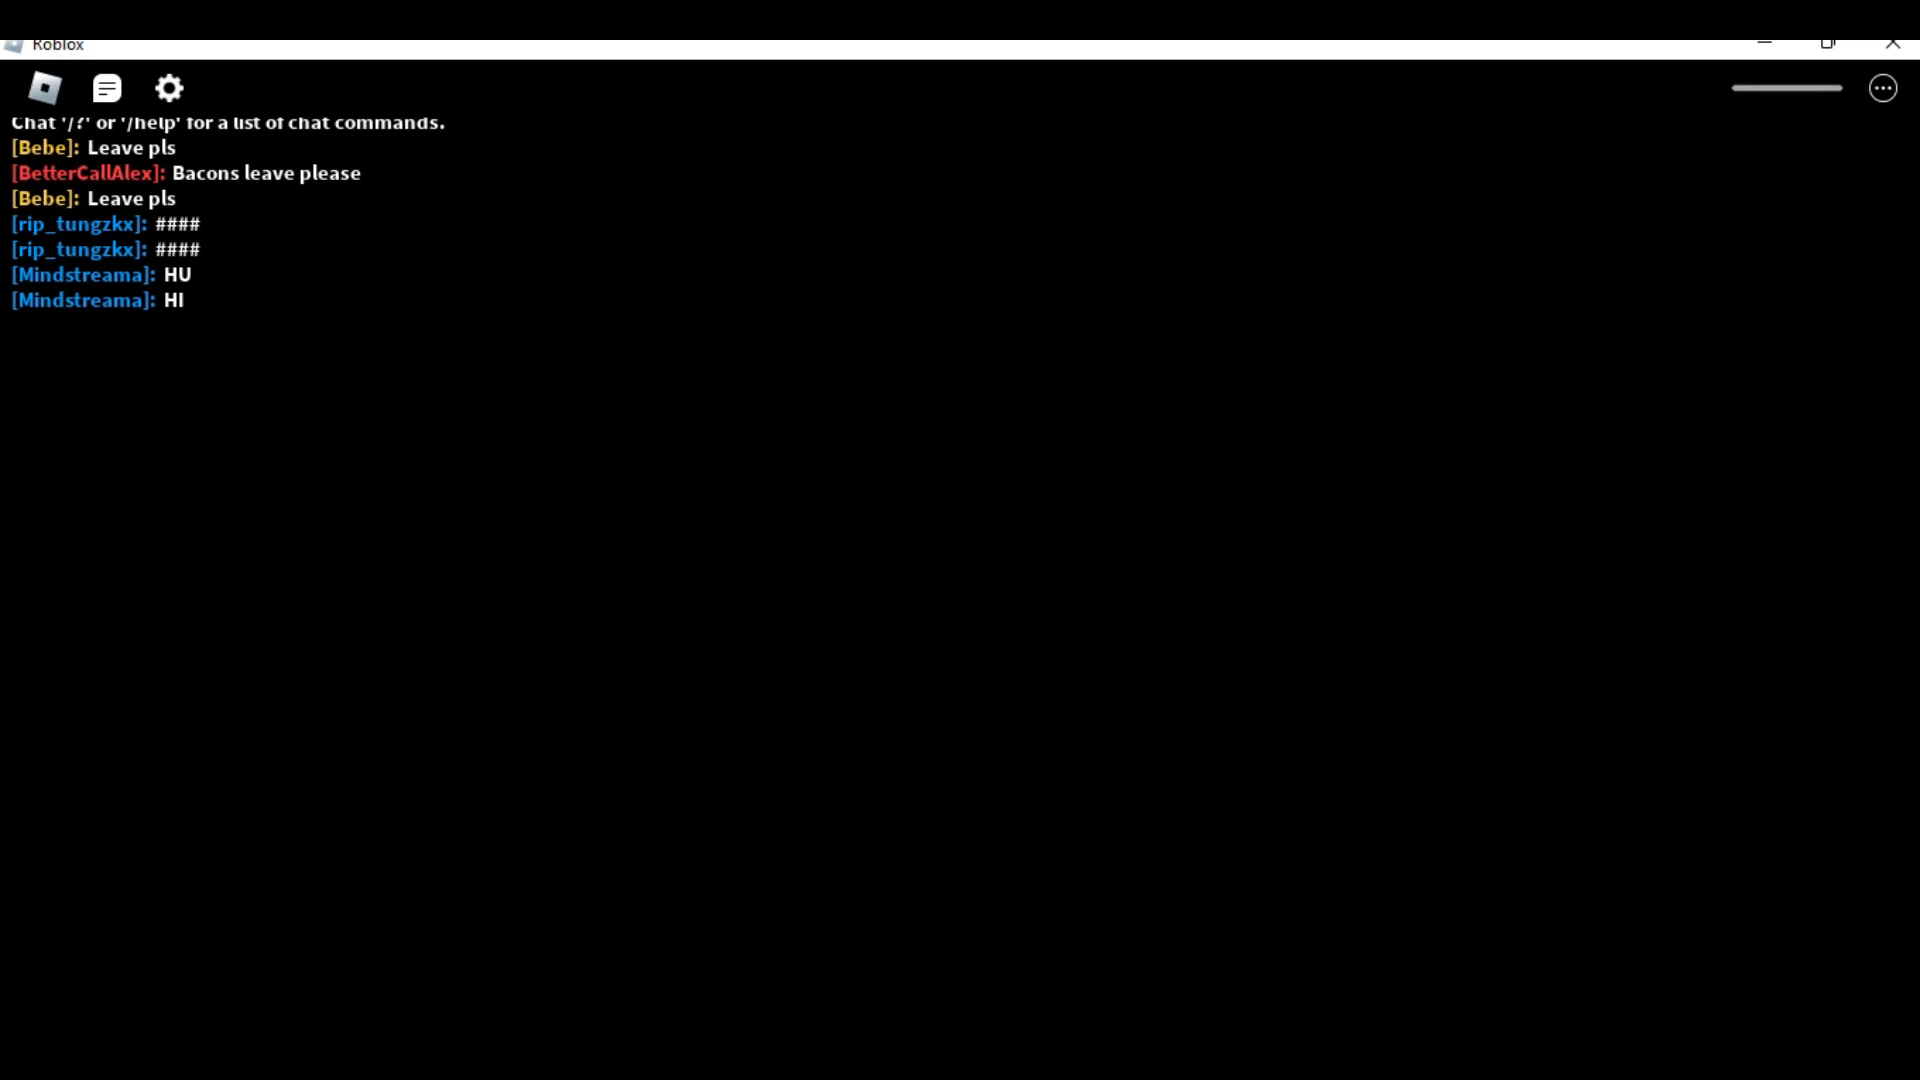 Roblox
Chat '/?' or '/help' for a list of chat commands.
[Bebe]: Leave pls
[BetterCallAlex]: Bacons leave please
[Bebe]: Leave pls
[rip_tungzkx]: ####
[rip_tungzkx]: ####
[Mindstreama]: HU
[Mindstreama]: HI